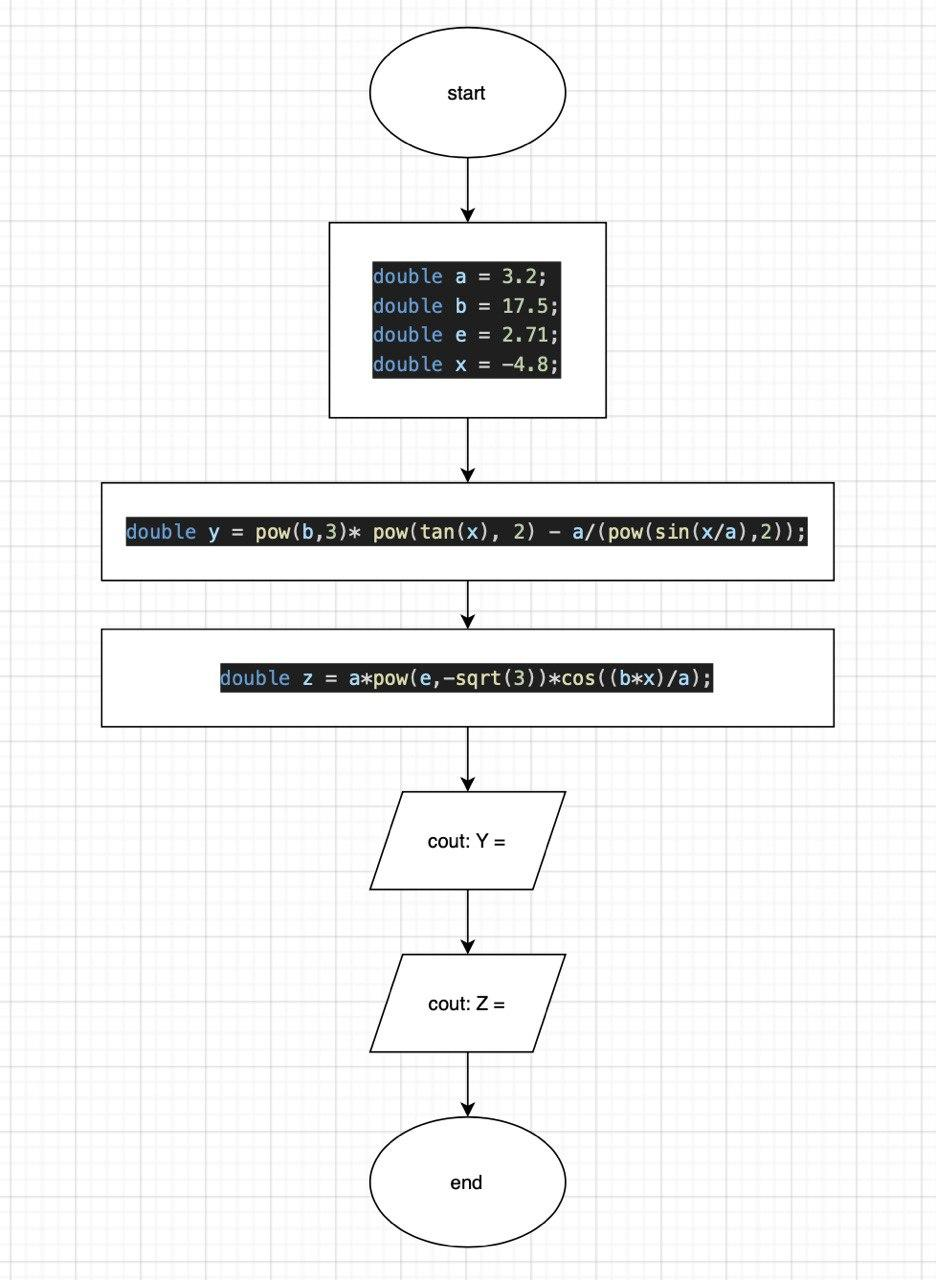 start
double a = 3.2;
double b = 17.5;
double e = 2.71;
double x = -4.8;
double y = pow(b,3)* pow(tan(x), 2) - a/(pow(sin(x/a),2));
double z = a*pow(e,-sqrt(3))*cos((b*x)/a);
cout: Y =
cout: Z =
end